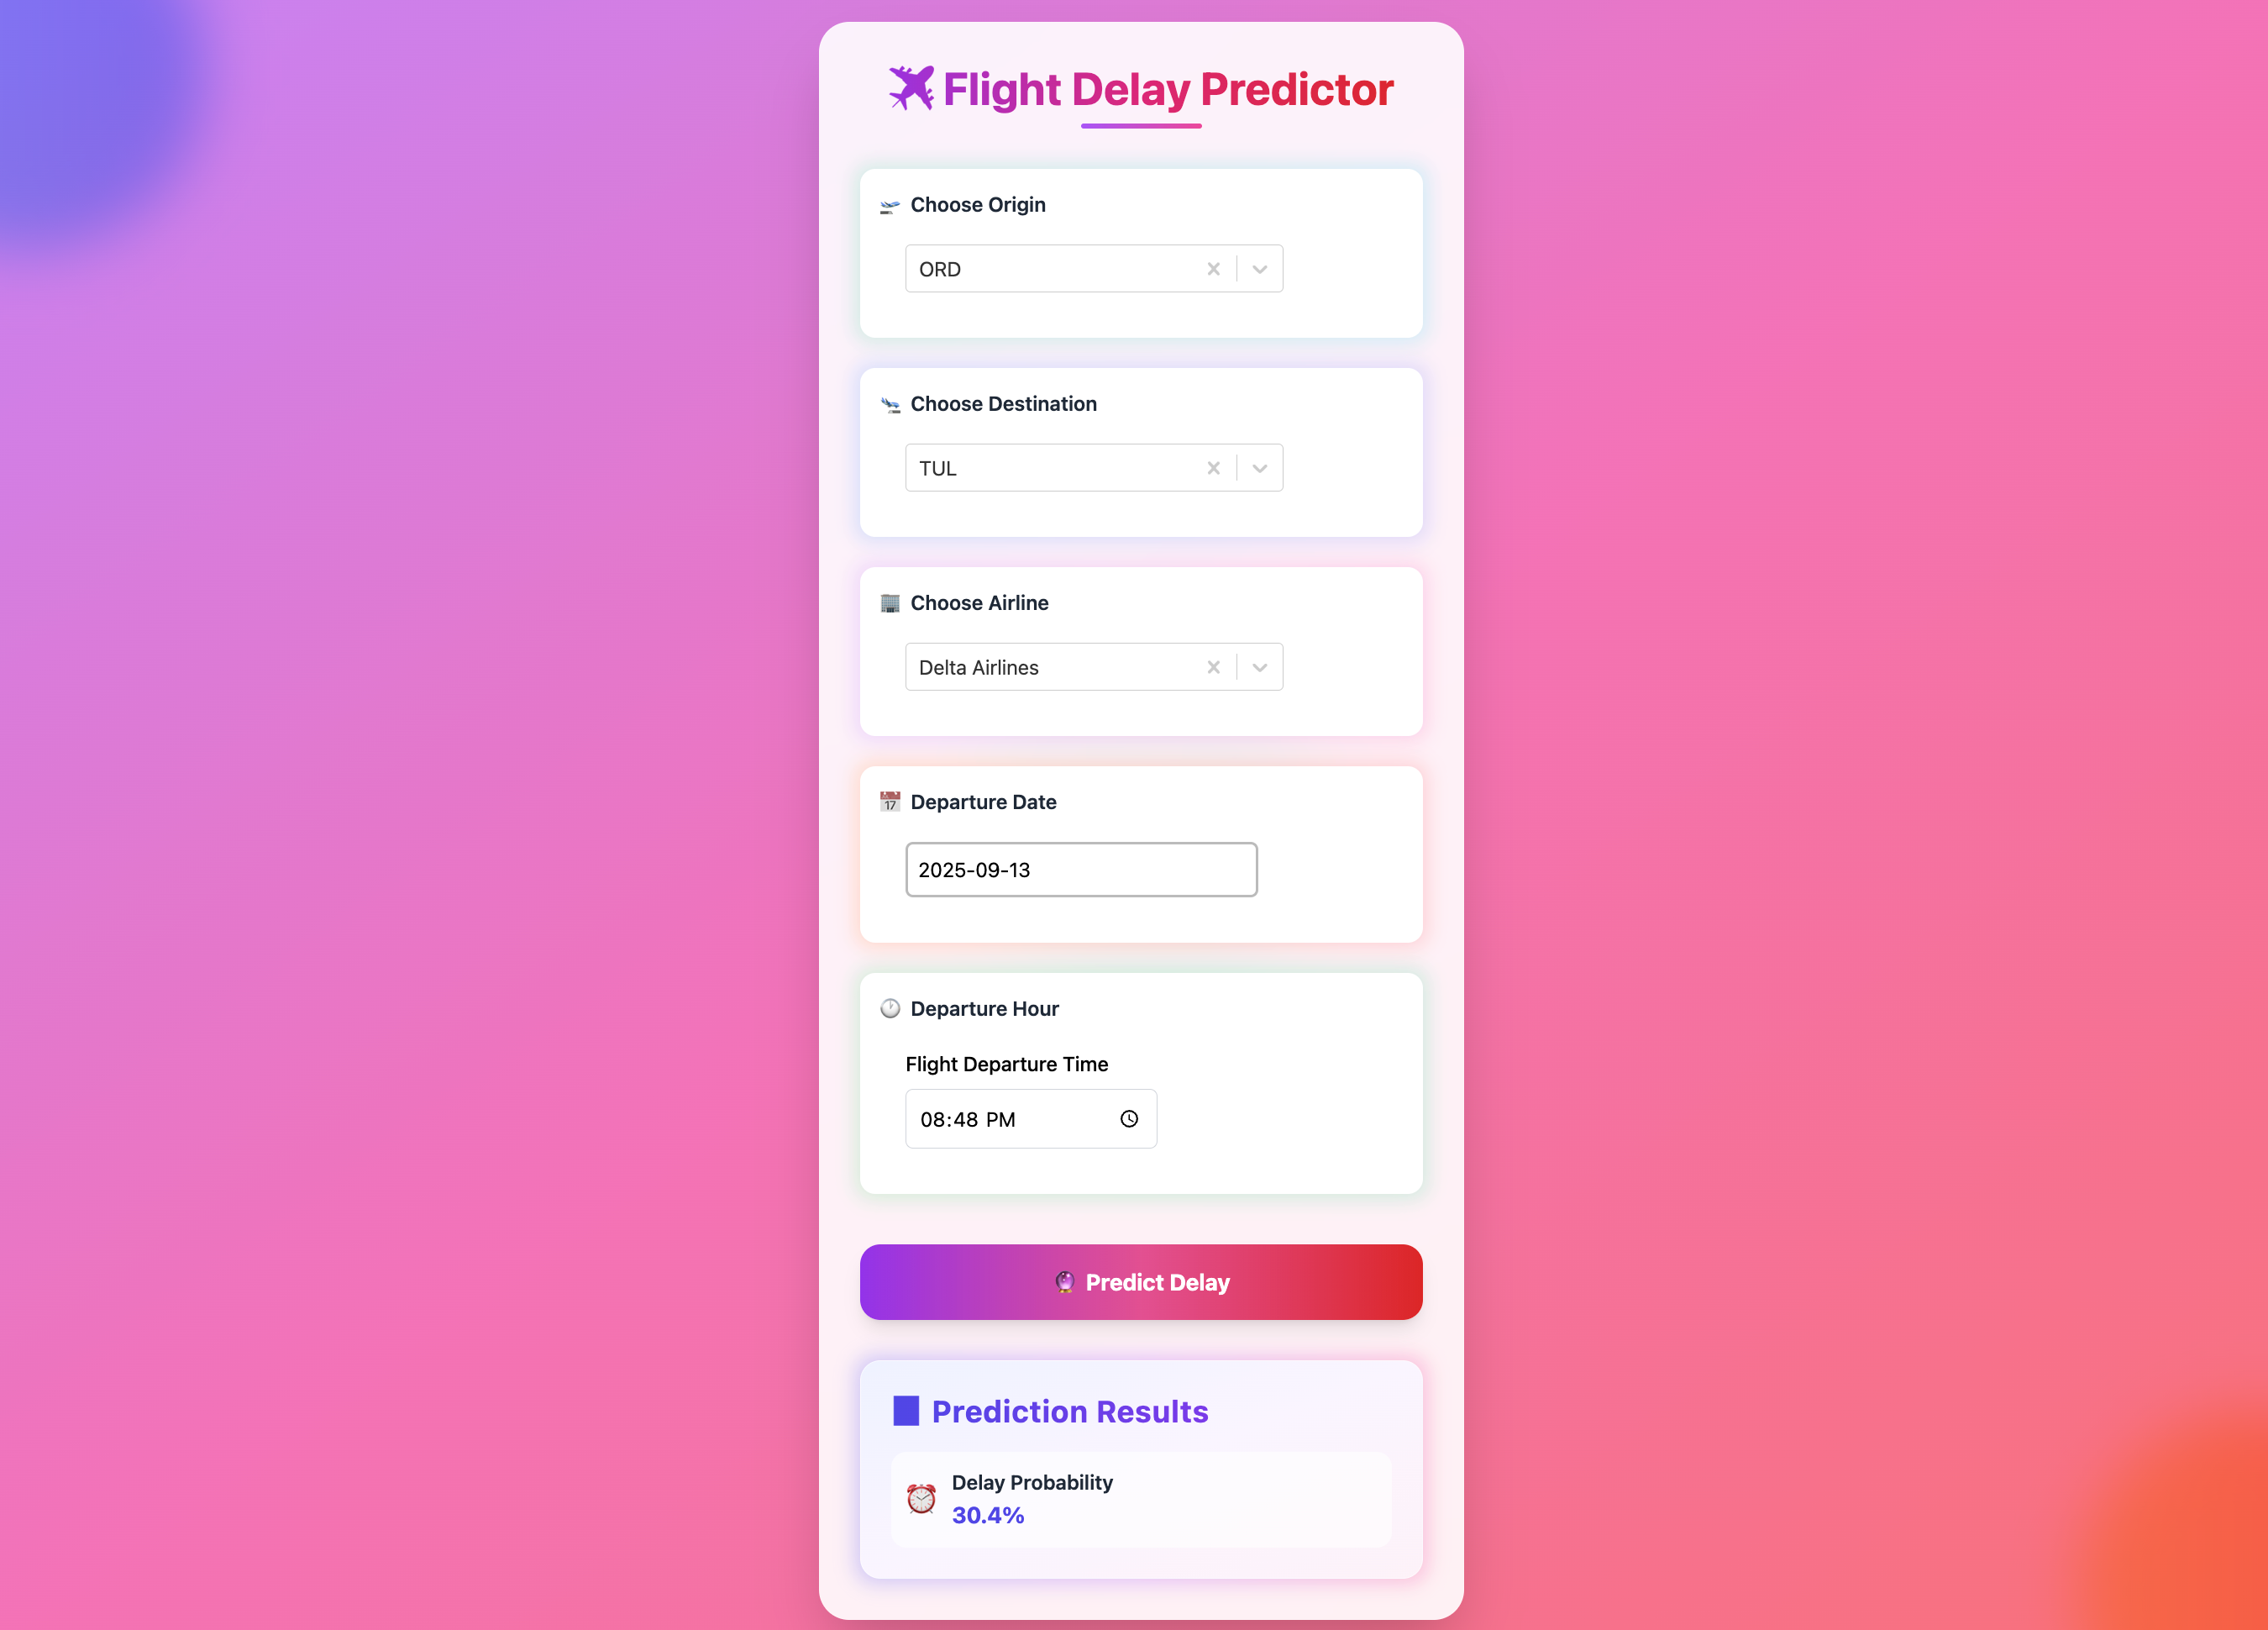 Flight Delay Predictor
Choose Origin
ORD
Choose Destination
TUL
Choose Airline
Delta Airlines
17
Departure Date
2025-09-13
Departure Hour
Flight Departure Time
08:48 PM
Predict Delay
Prediction Results
Delay Probability
30.4%